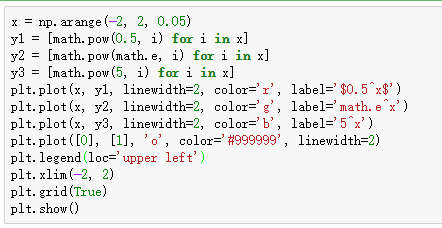 x = np.arange(-2, 2, 0.05)
y1 = [math.pow(0.5, i) for i in x]
y2 = [math.pow(math.e, i) for i in x]
y3 = [math.pow(5, i) for i in x]
plt.plot(x, y1, linewidth=2, color='r', label='$0.5^x$')
plt.plot(x, y2, linewidth=2, color='g', label='math.e^x')
plt.plot(x, y3, linewidth=2, color='b', label='5^x')
plt.plot([0], [1], 'o', color='#999999', linewidth=2)
plt.legend(loc='upper left')
plt.xlim(-2, 2)
plt.grid(True)
plt.show()